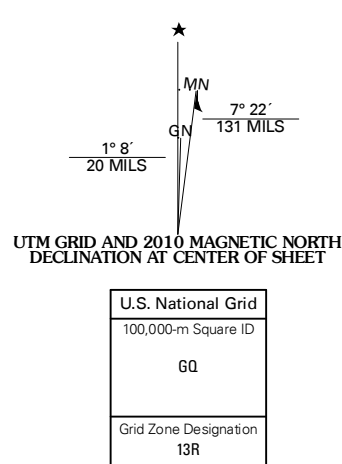 ★
MN
7° 22´
131 MILS
GN
1° 8´
20 MILS
UTM GRID AND 2010 MAGNETIC NORTH
DECLINATION AT CENTER OF SHEET
U.S. National Grid
100,000-m Square ID
GQ
Grid Zone Designation
13R